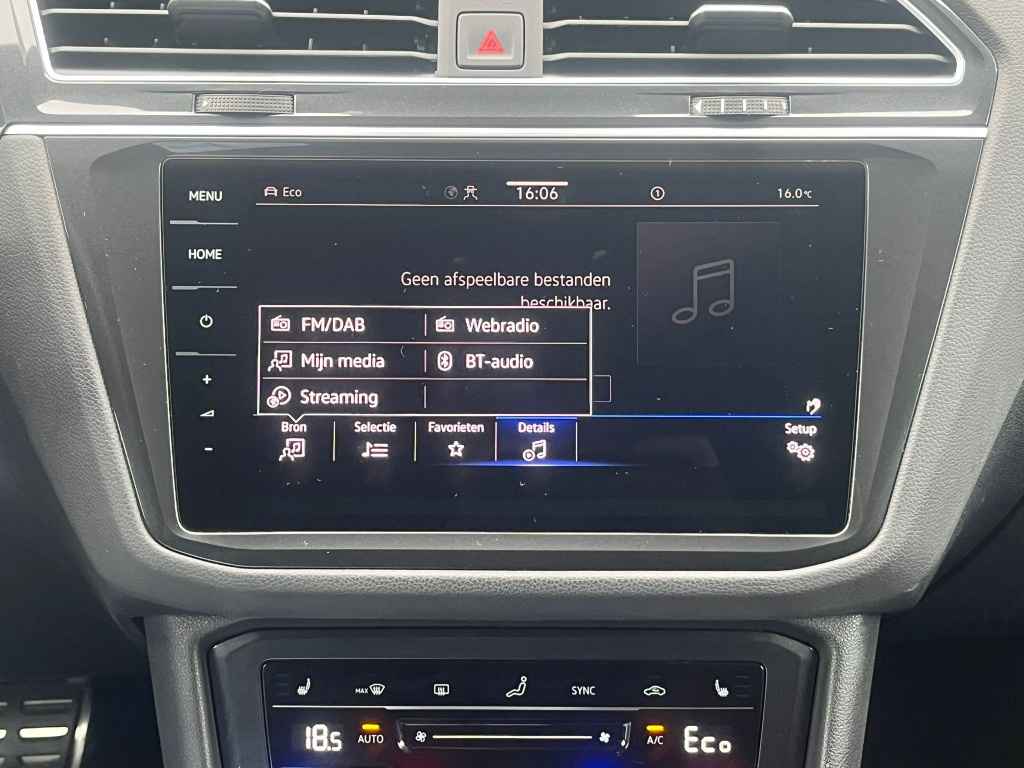 MENU
Eco
16:06
1
16.0°C
HOME
Geen afspeelbare bestanden
beschikbaar.
FM/DAB
Webradio
Mijn media
BT-audio
Streaming
+
-
Bron
Selectie
Favorieten
Details
Setup
MAX
SYNC
18.5
AUTO
A/C
Eco